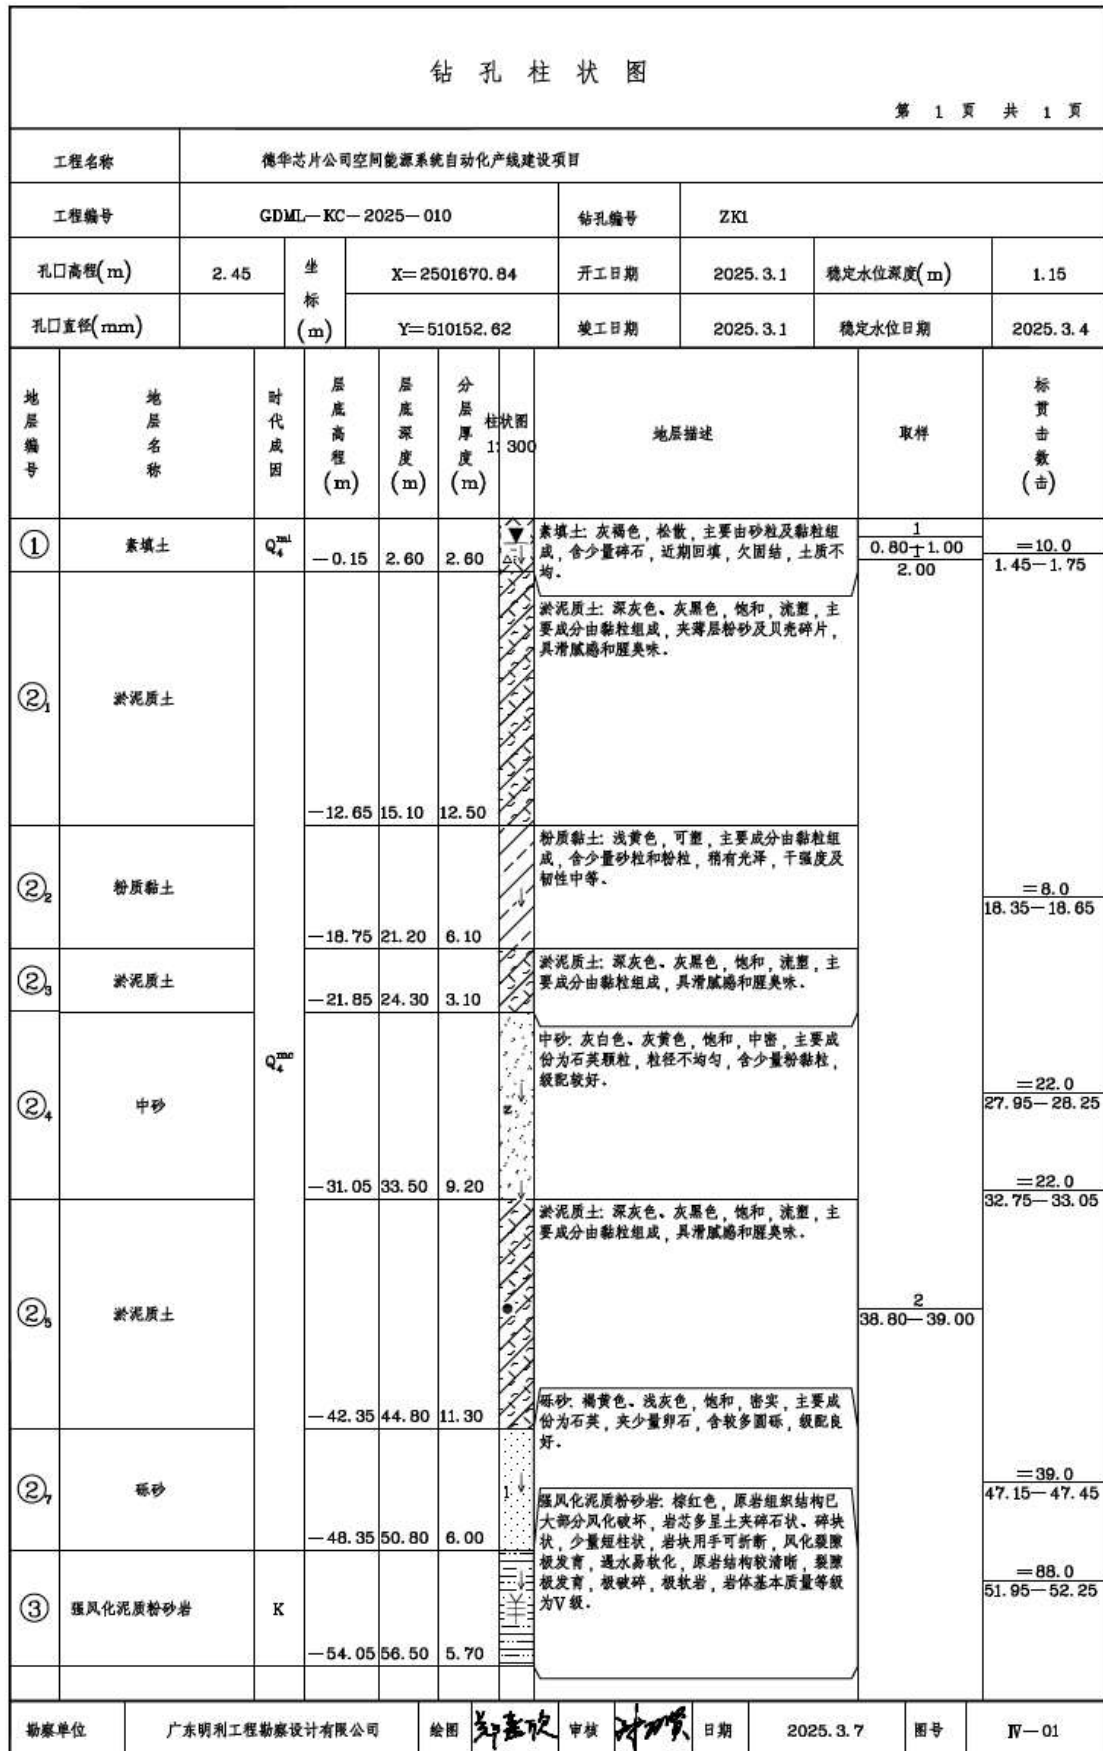 钻孔柱状图
第 1 页 共 1 页
工程名称 德华芯片公司空间能源系统自动化产线建设项目
工程编号 GDML—KC—2025—010 钻孔编号 ZK1
孔口高程(m) 2.45 坐标(m) X=2501670.84 开工日期 2025.3.1 稳定水位深度(m) 1.15
孔口直径(mm) Y=510152.62 竣工日期 2025.3.1 稳定水位日期 2025.3.4
地层编号 地层名称 时代成因 层底高程(m) 层底深度(m) 分层厚度(m) 柱状图 1:300 地层描述 取样 标贯击数(击)
① 素填土 Q₄ᵐˡ —0.15 2.60 2.60
素填土: 灰褐色, 松散, 主要由砂粒及黏粒组
成, 含少量碎石, 近期回填, 欠固结, 土质不
均。
1
0.80—1.00
1
2.00
=10.0
1.45—1.75
②₁ 淤泥质土 —12.65 15.10 12.50
淤泥质土: 深灰色、灰黑色, 饱和, 流塑, 主
要成分由黏粒组成, 夹薄层粉砂及贝壳碎片,
具滑腻感和腥臭味。
②₂ 粉质黏土 —18.75 21.20 6.10
粉质黏土: 浅黄色, 可塑, 主要成分由黏粒组
成, 含少量砂粒和粉粒, 稍有光泽, 干强度及
韧性中等。
=8.0
18.35—18.65
②₃ 淤泥质土 —21.85 24.30 3.10
淤泥质土: 深灰色、灰黑色, 饱和, 流塑, 主
要成分由黏粒组成, 具滑腻感和腥臭味。
Q₄ᵐᶜ
②₄ 中砂 —31.05 33.50 9.20
中砂: 灰白色、灰黄色, 饱和, 中密, 主要成
份为石英颗粒, 粒径不均匀, 含少量粉黏粒,
级配较好。
=22.0
27.95—28.25
=22.0
32.75—33.05
②₅ 淤泥质土 —42.35 44.80 11.30
淤泥质土: 深灰色、灰黑色, 饱和, 流塑, 主
要成分由黏粒组成, 具滑腻感和腥臭味。
2
38.80—39.00
②₇ 砾砂 —48.35 50.80 6.00
砾砂: 褐黄色、浅灰色, 饱和, 密实, 主要成
份为石英, 夹少量卵石, 含较多圆砾, 级配良
好。
=39.0
47.15—47.45
③ 强风化泥质粉砂岩 K —54.05 56.50 5.70
强风化泥质粉砂岩: 棕红色, 原岩组织结构已
大部分风化破坏, 岩芯多呈土夹碎石状、碎块
状, 少量短柱状, 岩块用手可折断, 风化裂隙
极发育, 遇水易软化, 原岩结构较清晰, 裂隙
极发育, 极破碎, 极软岩, 岩体基本质量等级
为V级。
=88.0
51.95—52.25
勘察单位 广东明利工程勘察设计有限公司 绘图 审核 日期 2025.3.7 图号 Ⅳ—01